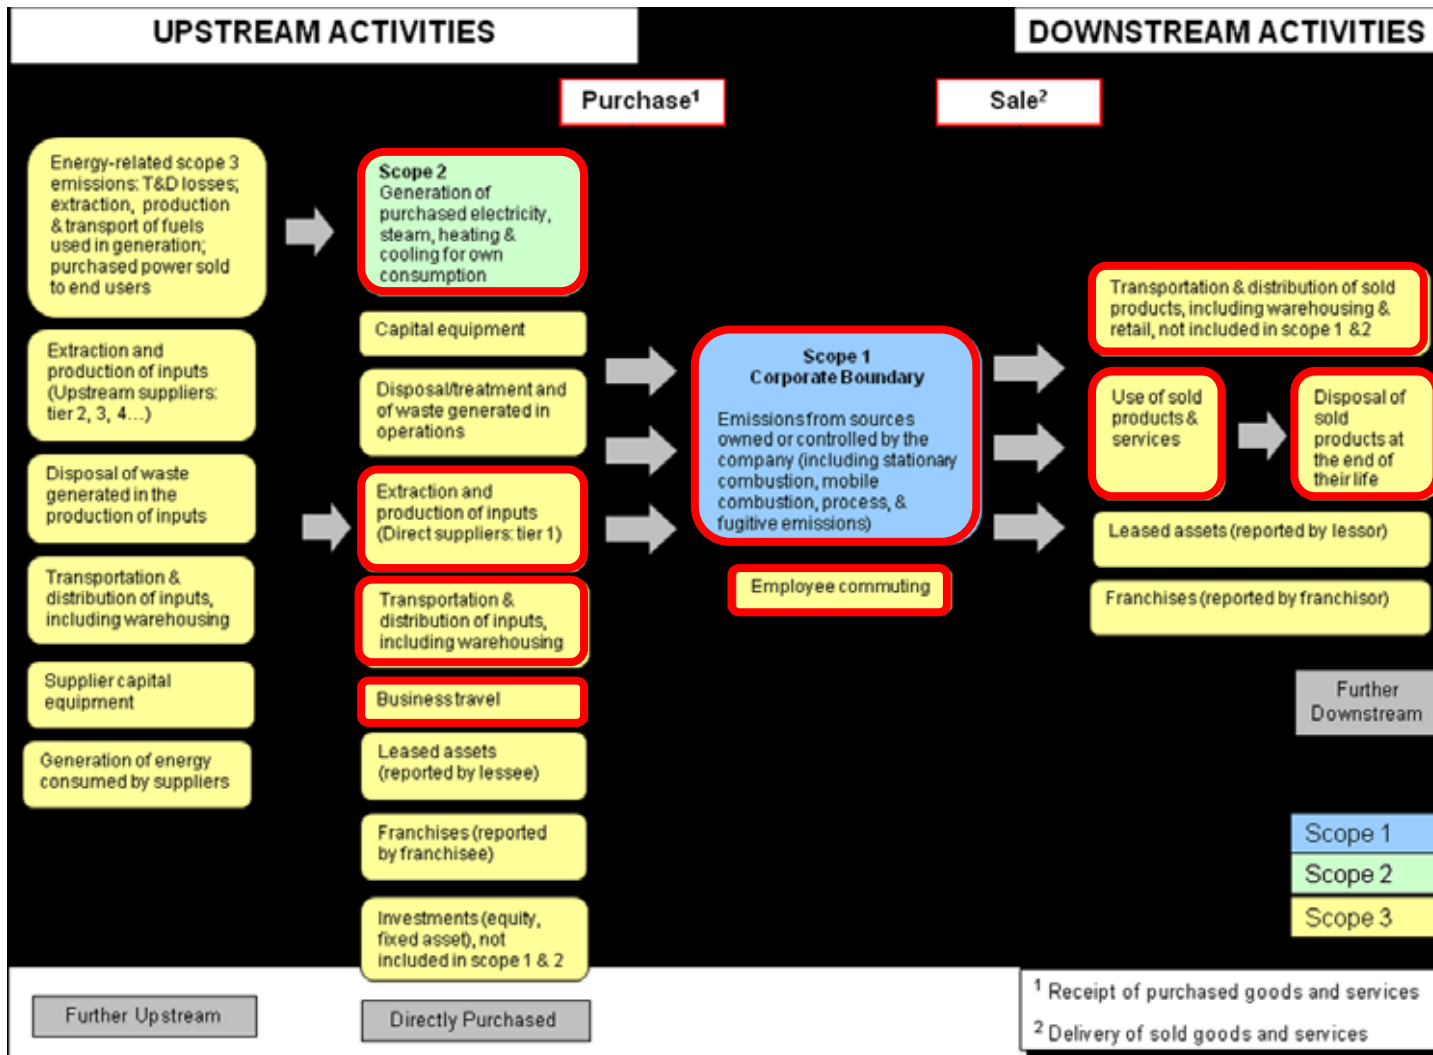 UPSTREAM ACTIVITIES
DOWNSTREAM ACTIVITIES
Purchase¹
Sale²
Energy-related scope 3
emissions: T&D losses;
extraction, production
& transport of fuels
used in generation;
purchased power sold
to end users
Extraction and
production of inputs
(Upstream suppliers:
tier 2, 3, 4…)
Disposal of waste
generated in the
production of inputs
Transportation &
distribution of inputs,
including warehousing
Supplier capital
equipment
Generation of energy
consumed by suppliers
Further Upstream
Scope 2
Generation of
purchased electricity,
steam, heating &
cooling for own
consumption
Capital equipment
Disposal/treatment and
of waste generated in
operations
Extraction and
production of inputs
(Direct suppliers: tier 1)
Transportation &
distribution of inputs,
including warehousing
Business travel
Leased assets
(reported by lessee)
Franchises (reported
by franchisee)
Investments (equity,
fixed asset), not
included in scope 1 & 2
Directly Purchased
Scope 1
Corporate Boundary
Emissions from sources
owned or controlled by the
company (including stationary
combustion, mobile
combustion, process, &
fugitive emissions)
Employee commuting
Transportation & distribution of sold
products, including warehousing &
retail, not included in scope 1 &2
Use of sold
products &
services
Disposal of
sold
products at
the end of
their life
Leased assets (reported by lessor)
Franchises (reported by franchisor)
Further
Downstream
Scope 1
Scope 2
Scope 3
¹ Receipt of purchased goods and services
² Delivery of sold goods and services